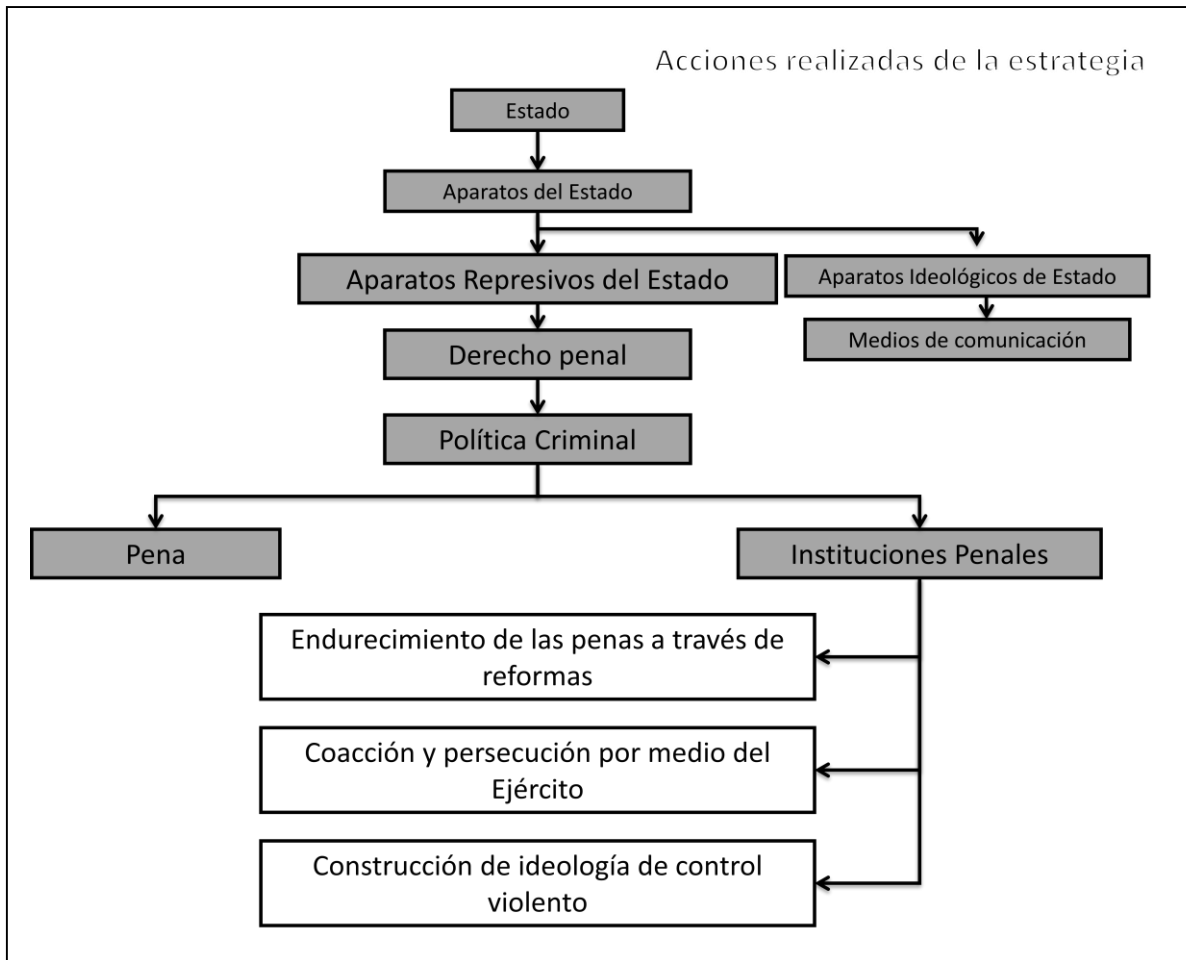 Acciones realizadas de la estrategia
Estado
Aparatos del Estado
Aparatos Represivos del Estado
Aparatos Ideológicos de Estado
Derecho penal
Medios de comunicación
Política Criminal
Pena
Instituciones Penales
Endurecimiento de las penas a través de
reformas
Coacción y persecución por medio del
Ejército
Construcción de ideología de control
violento